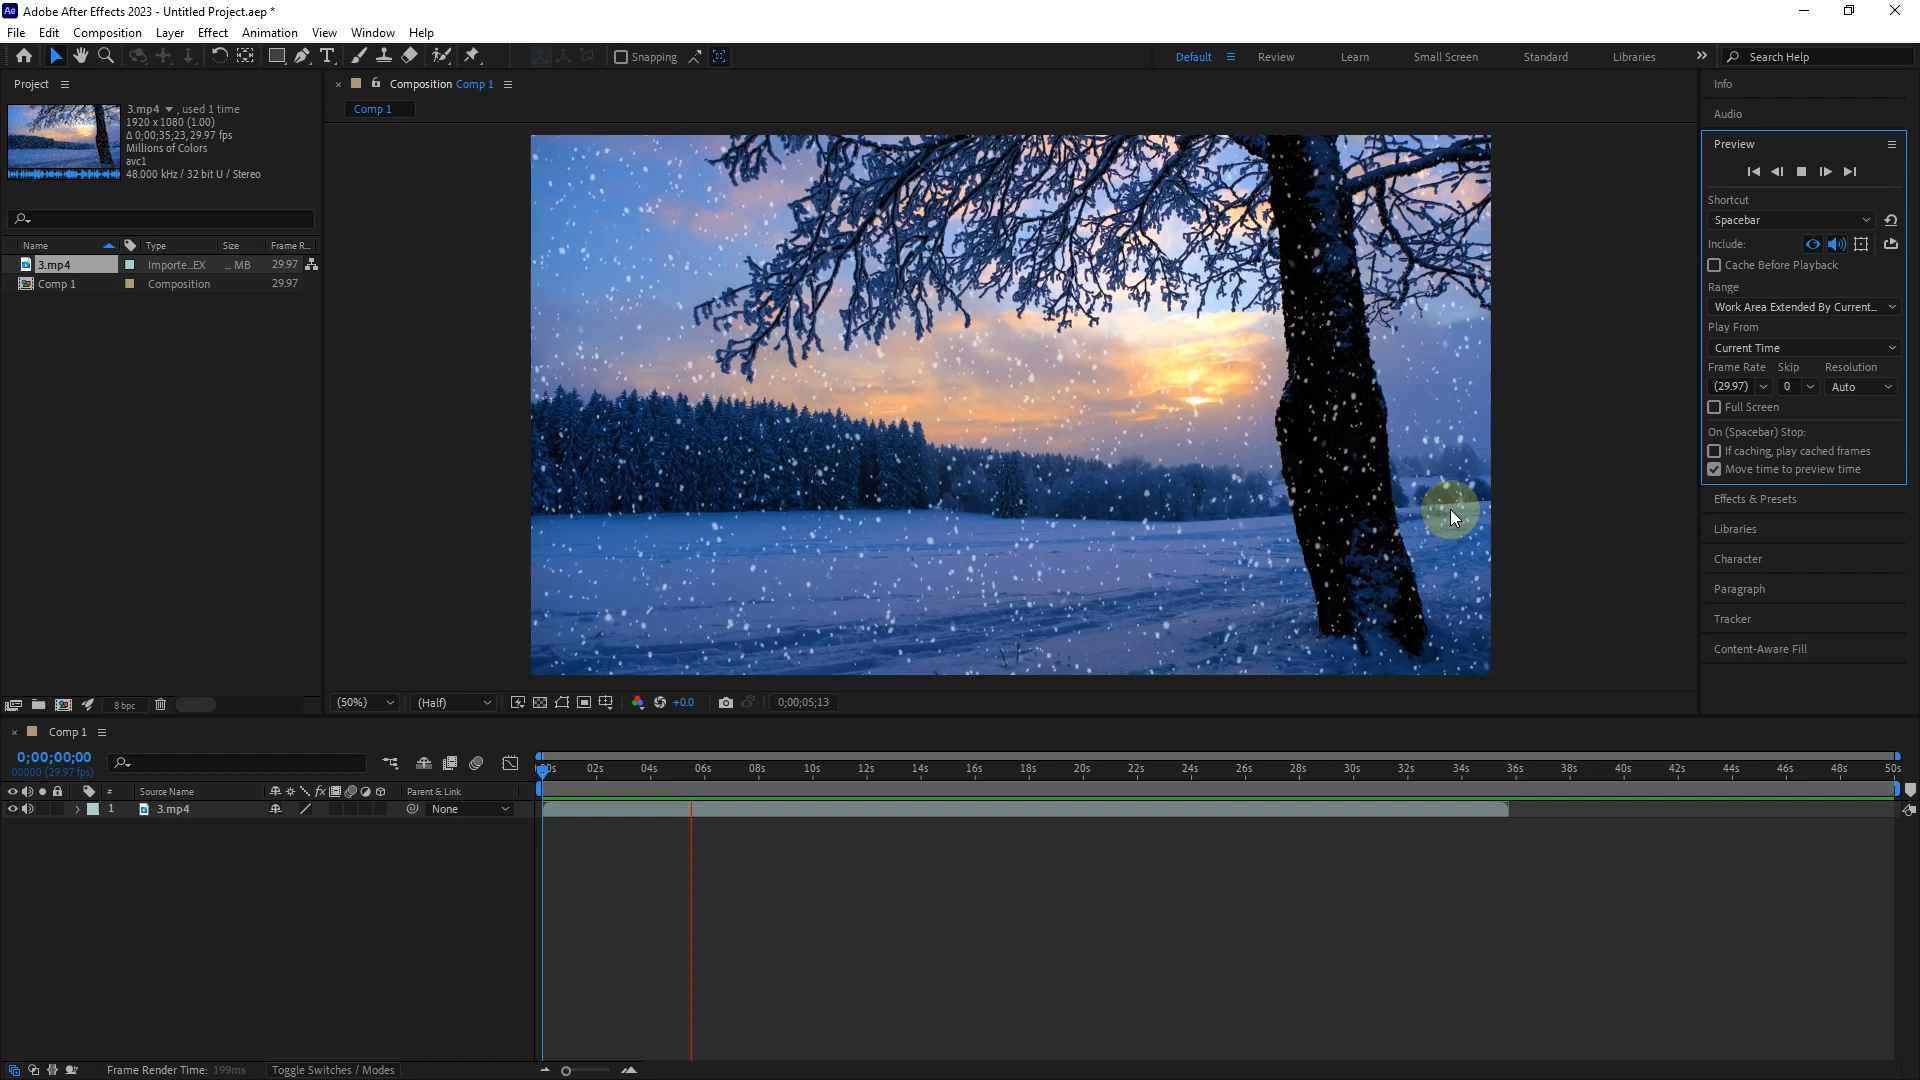 Ae Adobe After Effects 2023 - Untitled Project.aep *
File Edit Composition Layer Effect Animation View Window Help
Snapping
Default Review Learn Small Screen Standard Libraries
Search Help
Project
3.mp4 , used 1 time
1920 x 1080 (1.00)
Δ 0;00;35;23, 29.97 fps
Millions of Colors
avc1
48.000 kHz / 32 bit U / Stereo
Name Type Size Frame R...
3.mp4 Importe...EX ... MB 29.97
Comp 1 Composition 29.97
8 bpc
Composition Comp 1
Comp 1
(50%) (Half) +0.0 0;00;05;13
Info
Audio
Preview
Shortcut
Spacebar
Include:
Cache Before Playback
Range
Work Area Extended By Current...
Play From
Current Time
Frame Rate Skip Resolution
(29.97) 0 Auto
Full Screen
On (Spacebar) Stop:
If caching, play cached frames
Move time to preview time
Effects & Presets
Libraries
Character
Paragraph
Tracker
Content-Aware Fill
Comp 1
0;00;00;00
00000 (29.97 fps)
# Source Name fx Parent & Link
1 3.mp4 None
02s 04s 06s 08s 10s 12s 14s 16s 18s 20s 22s 24s 26s 28s 30s 32s 34s 36s 38s 40s 42s 44s 46s 48s 50s
Frame Render Time: 199ms Toggle Switches / Modes